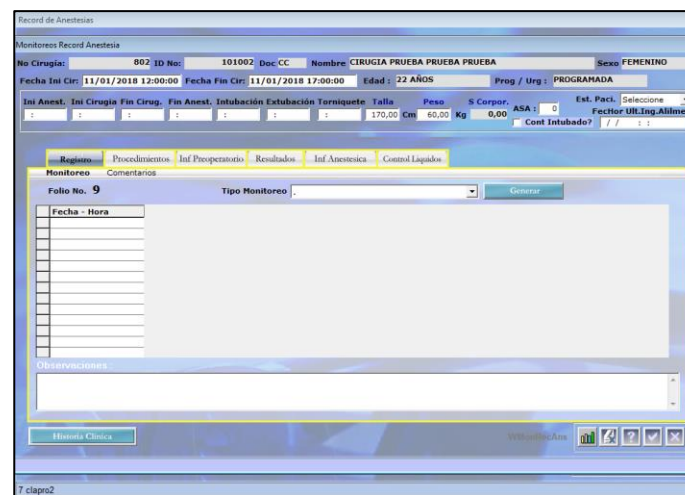 Record de Anestesias
Monitoreos Record Anestesia
No Cirugía: 802 ID No: 101002 Doc CC Nombre CIRUGIA PRUEBA PRUEBA PRUEBA Sexo FEMENINO
Fecha Ini Cir: 11/01/2018 12:00:00 Fecha Fin Cir: 11/01/2018 17:00:00 Edad : 22 AÑOS Prog / Urg : PROGRAMADA
Ini Anest. Ini Cirugia Fin Cirug. Fin Anest. Intubación Extubación Torniquete Talla Peso S Corpor. ASA : 0 Est. Paci. Seleccione
: : : : : : : 170,00 Cm 60,00 Kg 0,00 FecHor Ult.Ing.Alilme
Cont Intubado? / / : :
Registro Procedimientos Inf Preoperatorio Resultados Inf Anestesica Control Liquidos
Monitoreo Comentarios
Folio No. 9 Tipo Monitoreo . Generar
Fecha - Hora
Observaciones :
Historia Clinica
7 clapro2